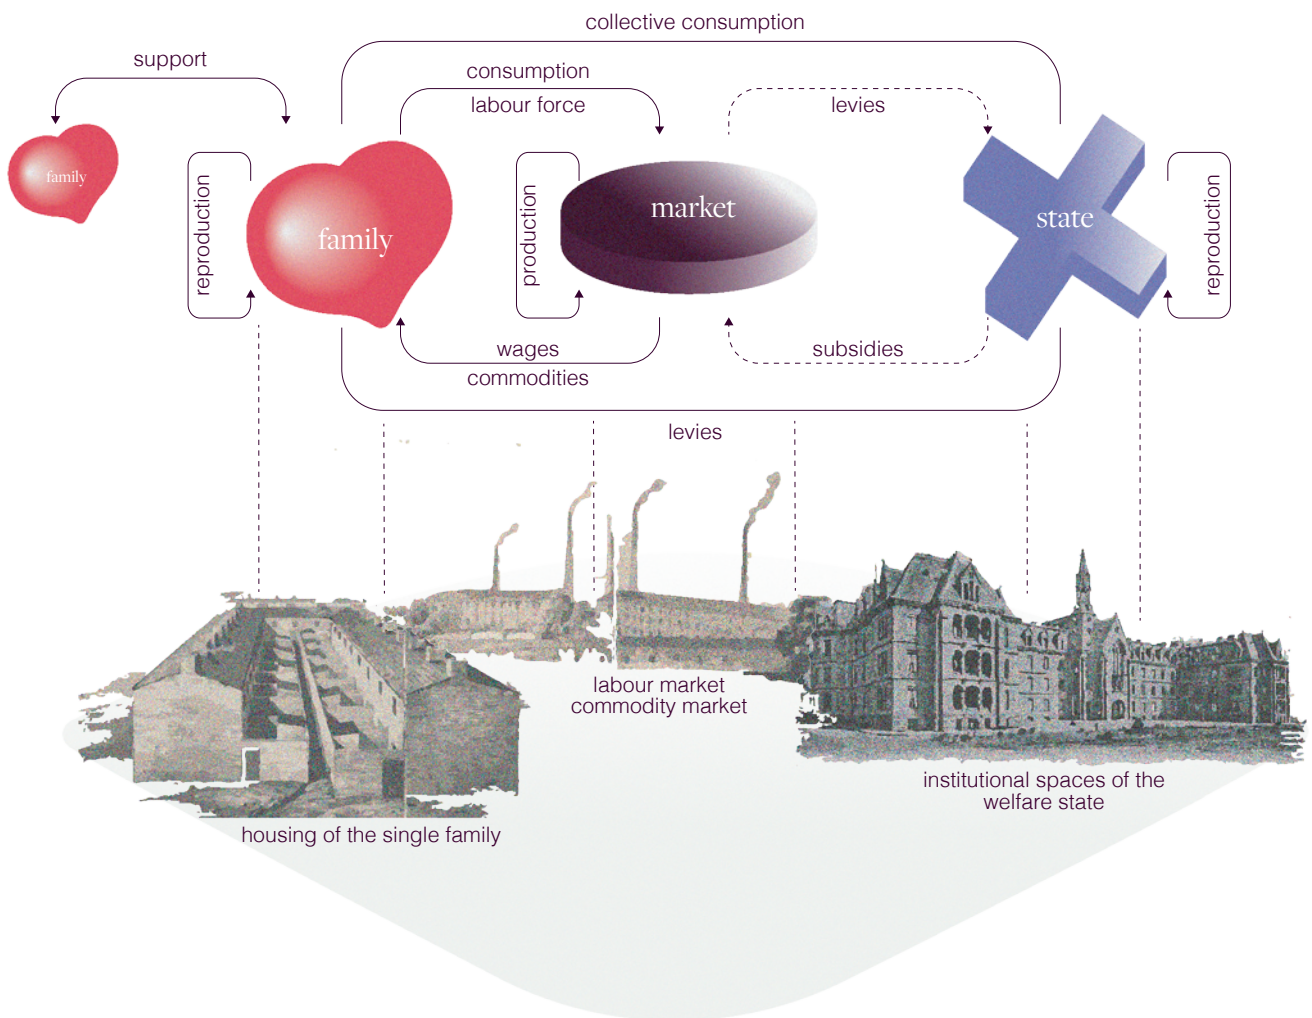 collective consumption
support
consumption
labour force
levies
family
reproduction
family
production
market
state
reproduction
wages
commodities
subsidies
levies
labour market
commodity market
institutional spaces of the
welfare state
housing of the single family